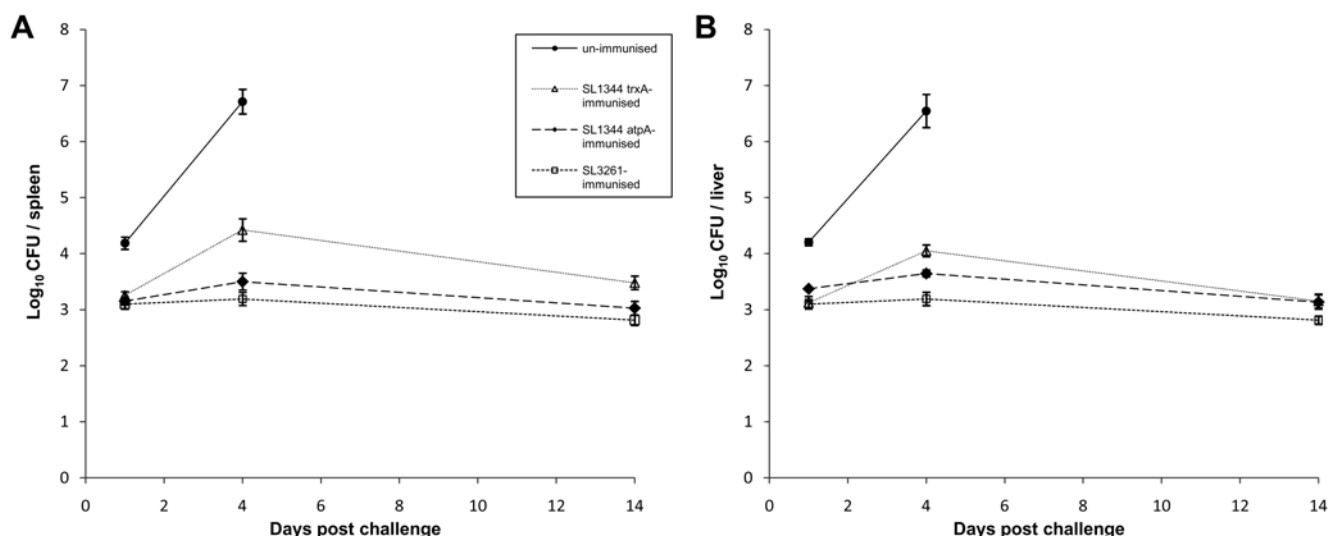 A
Log10 CFU / spleen
8
7
6
5
4
3
2
1
0
0 2 4 6 8 10 12 14
Days post challenge
un-immunised
SL1344 trxA-
immunised
SL1344 atpA-
immunised
SL3261-
immunised
B
Log10 CFU / liver
8
7
6
5
4
3
2
1
0
0 2 4 6 8 10 12 14
Days post challenge